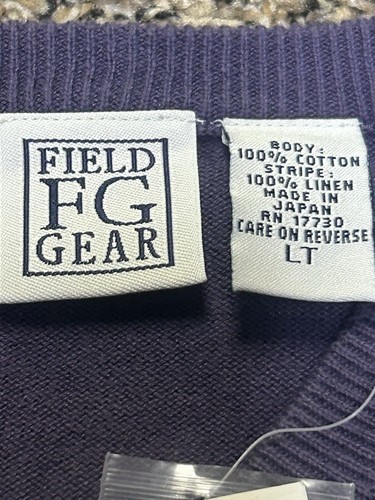 FIELD
FG
GEAR
BODY:
100% COTTON
STRIPE:
100% LINEN
MADE IN
JAPAN
RN 17730
CARE ON REVERSE
LT